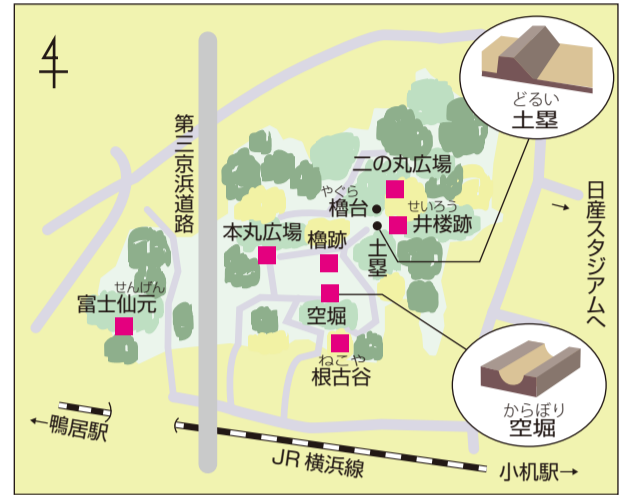 どるい
土塁
第三京浜道路
二の丸広場
やぐら
櫓台
せいろう
井楼跡
日産スタジアムへ
→
本丸広場
櫓跡
土塁
せんげん
富士仙元
空堀
ねこや
根古谷
からぼり
空堀
←鴨居駅
JR 横浜線
小机駅→